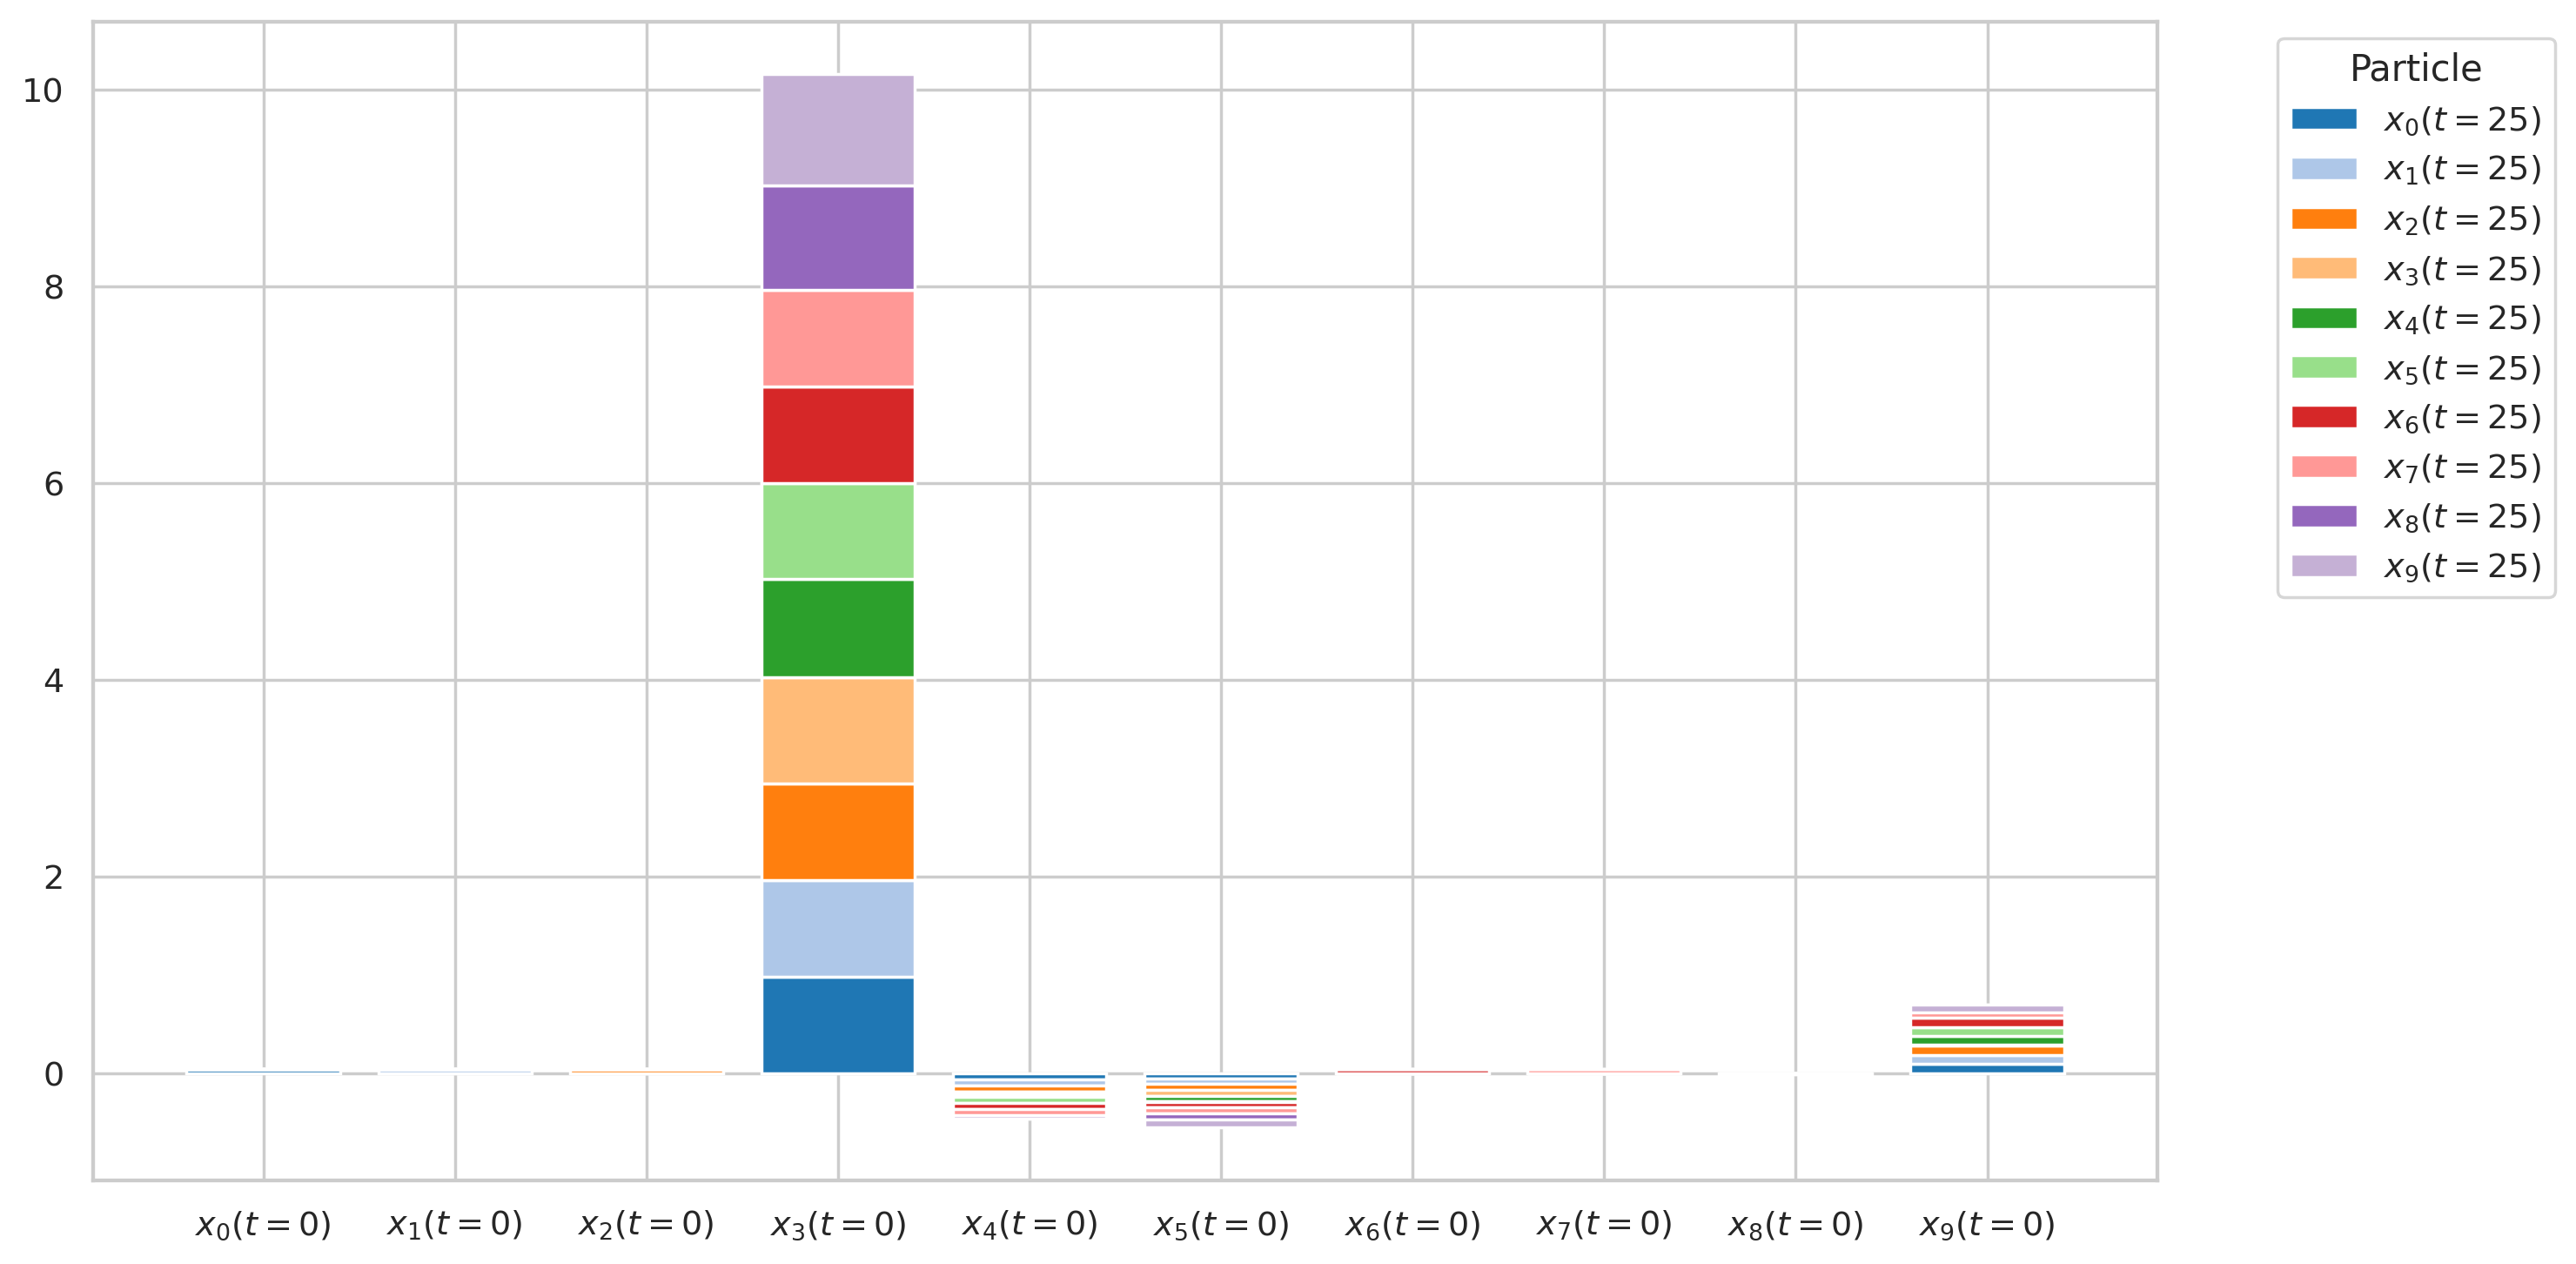 10
8
6
4
2
0
x₀(t = 0)
x₁(t = 0)
x₂(t = 0)
x₃(t = 0)
x₄(t = 0)
x₅(t = 0)
x₆(t = 0)
x₇(t = 0)
x₈(t = 0)
x₉(t = 0)
Particle
x₀(t = 25)
x₁(t = 25)
x₂(t = 25)
x₃(t = 25)
x₄(t = 25)
x₅(t = 25)
x₆(t = 25)
x₇(t = 25)
x₈(t = 25)
x₉(t = 25)